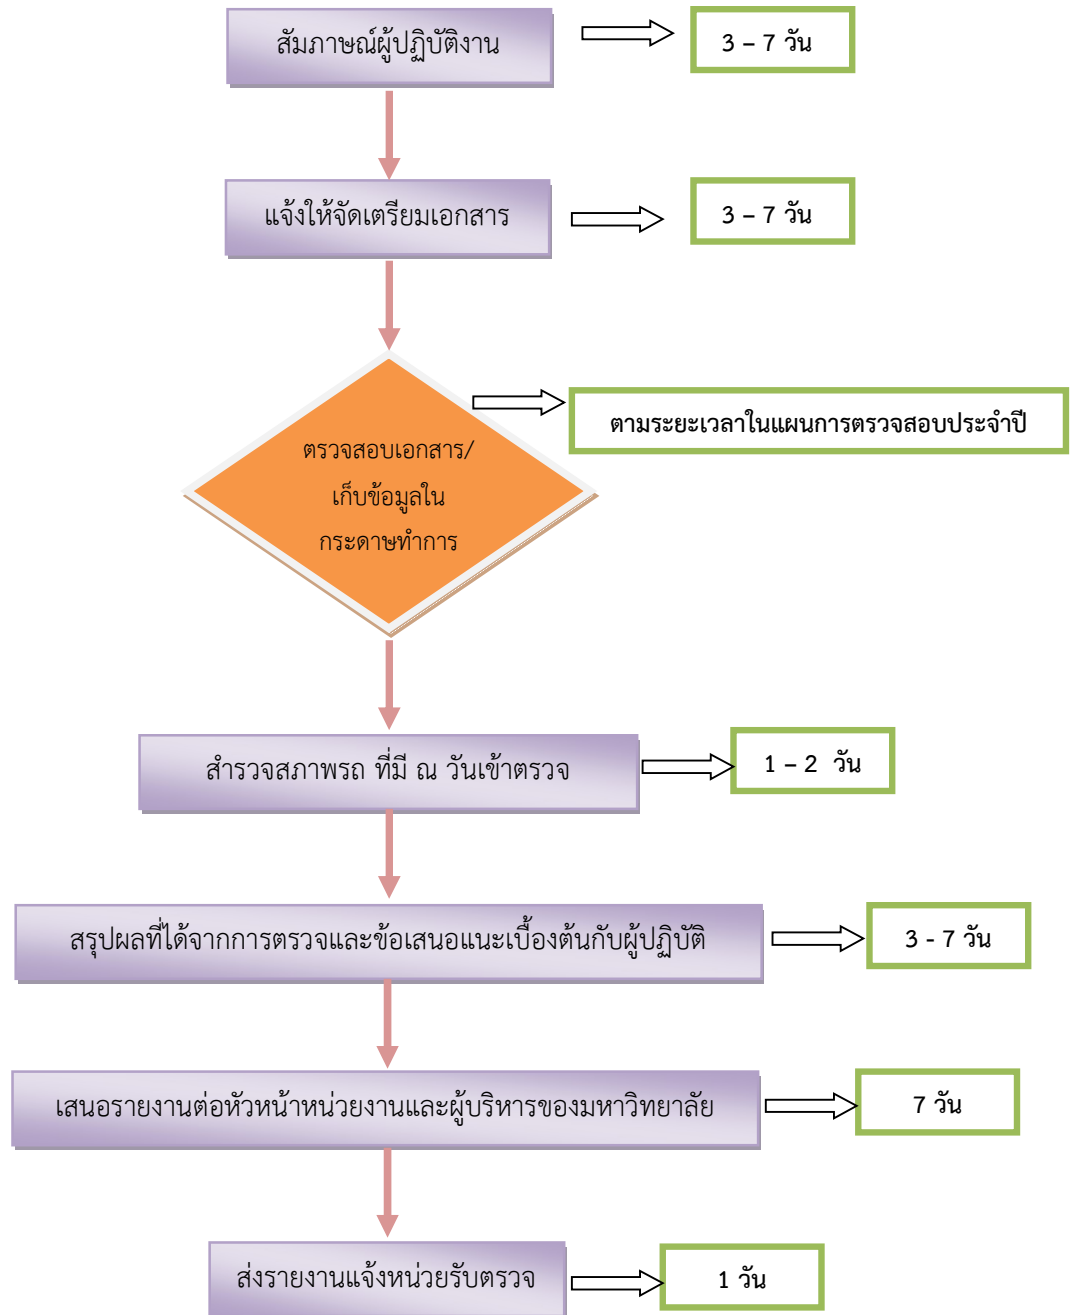 สัมภาษณ์ผู้ปฏิบัติงาน
3 – 7 วัน
แจ้งให้จัดเตรียมเอกสาร
3 – 7 วัน
ตามระยะเวลาในแผนการตรวจสอบประจำปี
ตรวจสอบเอกสาร/
เก็บข้อมูลใน
กระดาษทำการ
สำรวจสภาพรถ ที่มี ณ วันเข้าตรวจ
1 – 2 วัน
สรุปผลที่ได้จากการตรวจและข้อเสนอแนะเบื้องต้นกับผู้ปฏิบัติ
3 - 7 วัน
เสนอรายงานต่อหัวหน้าหน่วยงานและผู้บริหารของมหาวิทยาลัย
7 วัน
ส่งรายงานแจ้งหน่วยรับตรวจ
1 วัน